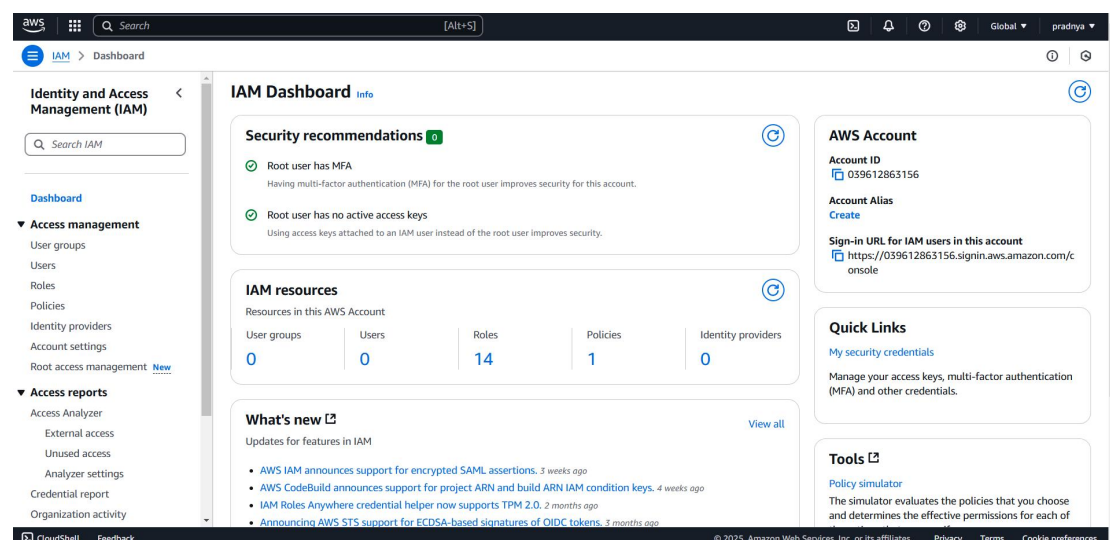 aws
Search [Alt+S]
Global ▼
pradnya ▼
IAM > Dashboard
Identity and Access
Management (IAM)
Search IAM
Dashboard
▼ Access management
User groups
Users
Roles
Policies
Identity providers
Account settings
Root access management New
▼ Access reports
Access Analyzer
External access
Unused access
Analyzer settings
Credential report
Organization activity
IAM Dashboard Info
Security recommendations 0
Root user has MFA
Having multi-factor authentication (MFA) for the root user improves security for this account.
Root user has no active access keys
Using access keys attached to an IAM user instead of the root user improves security.
IAM resources
Resources in this AWS Account
User groups Users Roles Policies Identity providers
0 0 14 1 0
What's new
View all
Updates for features in IAM
• AWS IAM announces support for encrypted SAML assertions. 3 weeks ago
• AWS CodeBuild announces support for project ARN and build ARN IAM condition keys. 4 weeks ago
• IAM Roles Anywhere credential helper now supports TPM 2.0. 2 months ago
• Announcing AWS STS support for ECDSA-based signatures of OIDC tokens. 3 months ago
AWS Account
Account ID
039612863156
Account Alias
Create
Sign-in URL for IAM users in this account
https://039612863156.signin.aws.amazon.com/c
onsole
Quick Links
My security credentials
Manage your access keys, multi-factor authentication
(MFA) and other credentials.
Tools
Policy simulator
The simulator evaluates the policies that you choose
and determines the effective permissions for each of
CloudShell Feedback
© 2025, Amazon Web Services, Inc. or its affiliates. Privacy Terms Cookie preferences